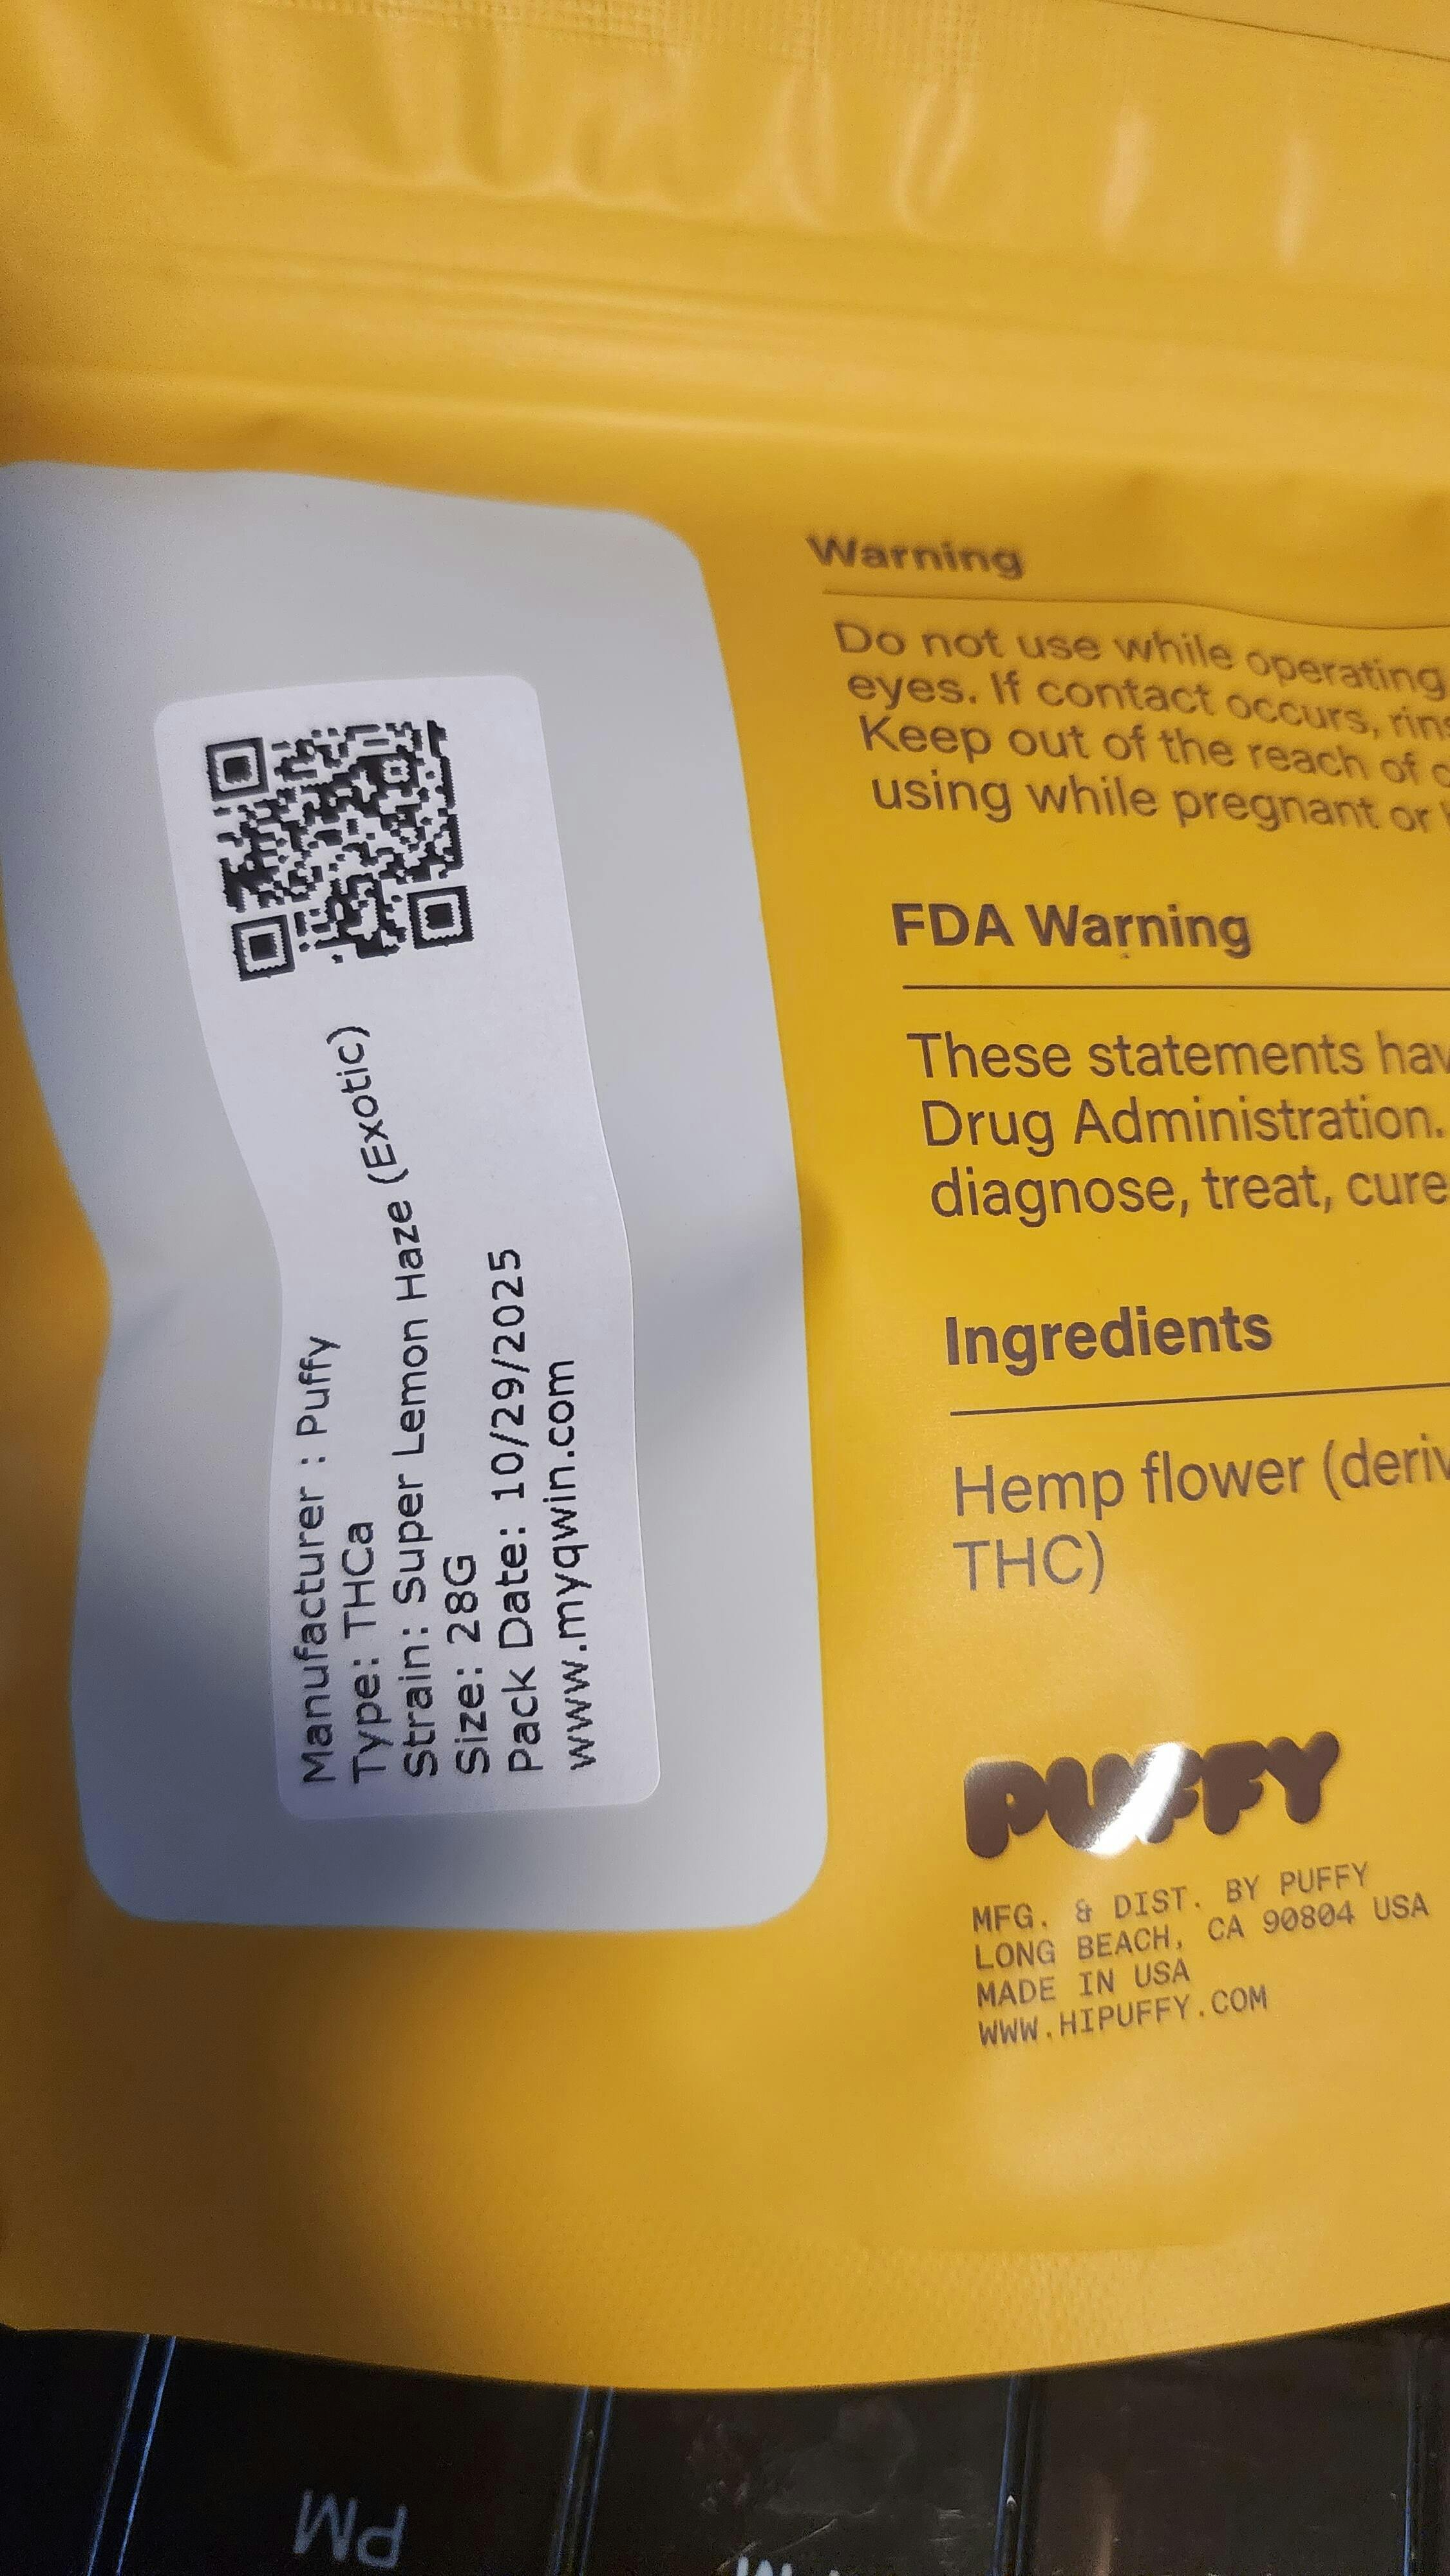 Manufacturer : Puffy
Type: THCa
Strain: Super Lemon Haze (Exotic)
Size: 28G
Pack Date: 10/29/2025
www.myqwin.com
Warning
Do not use while operating
eyes. If contact occurs,
Keep out of the reach of
using while pregnant or
FDA Warning
These statements
Drug Administration.
diagnose, treat, cure
Ingredients
Hemp flower
THC)
PUFFY
MFG. & DIST. BY PUFFY
LONG BEACH, CA 90804 USA
MADE IN USA
WWW.HIPUFFY.COM
PM